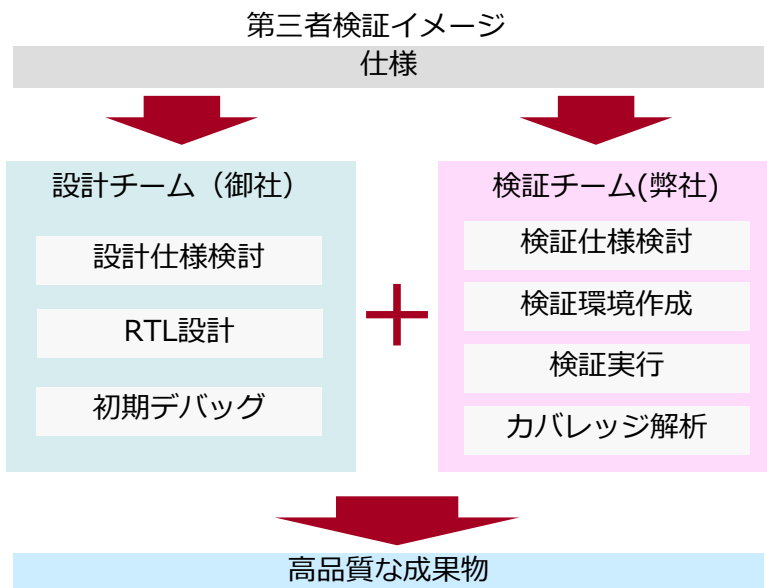 第三者検証イメージ
仕様
設計チーム（御社）
設計仕様検討
RTL設計
初期デバッグ
検証チーム(弊社)
検証仕様検討
検証環境作成
検証実行
カバレッジ解析
高品質な成果物